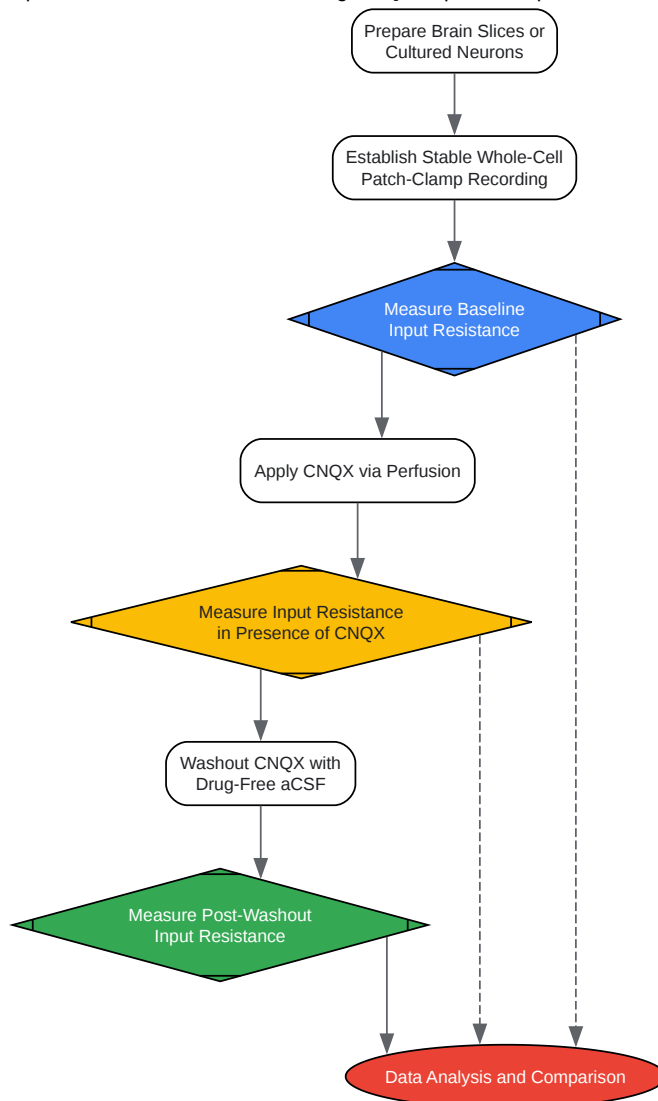 Prepare Brain Slices or
Cultured Neurons
Establish Stable Whole-Cell
Patch-Clamp Recording
Measure Baseline
Input Resistance
Apply CNQX via Perfusion
Measure Input Resistance
in Presence of CNQX
Washout CNQX with
Drug-Free aCSF
Measure Post-Washout
Input Resistance
Data Analysis and Comparison